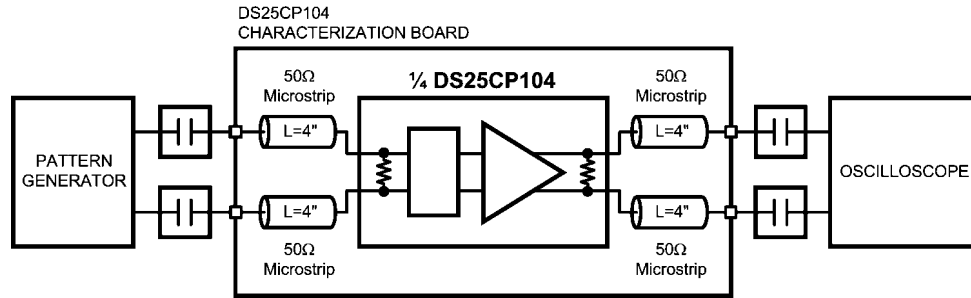 DS25CP104
CHARACTERIZATION BOARD
50Ω
Microstrip
¼ DS25CP104
50Ω
Microstrip
L=4"
L=4"
PATTERN
GENERATOR
OSCILLOSCOPE
L=4"
L=4"
50Ω
Microstrip
50Ω
Microstrip